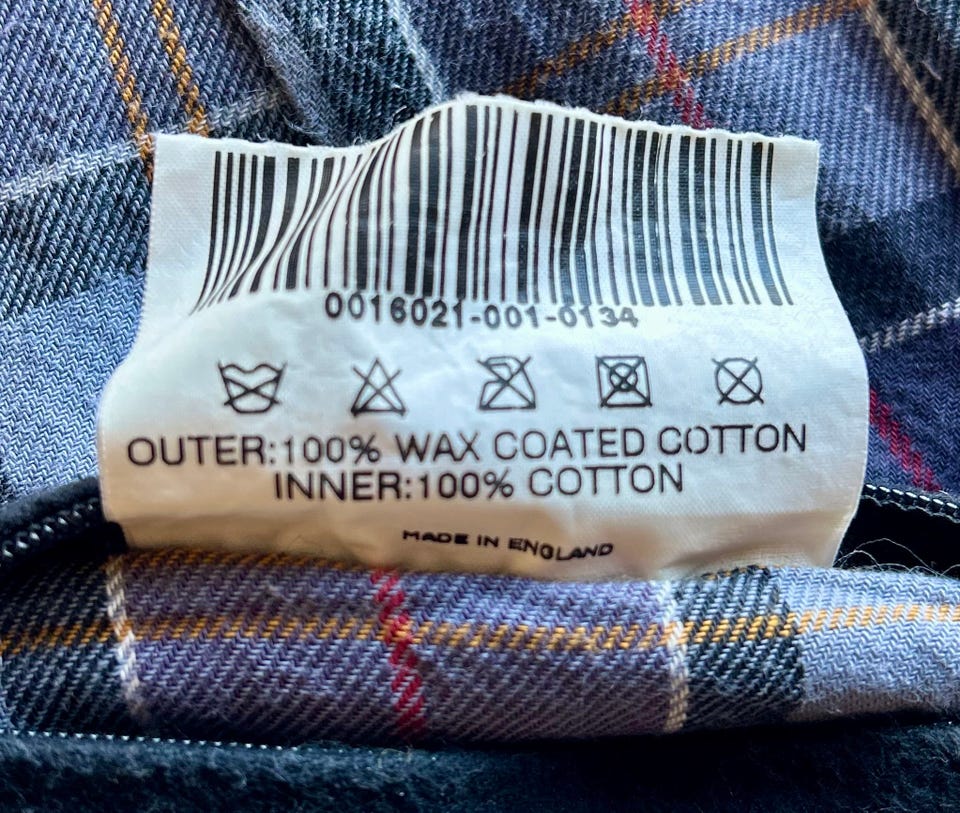 0016021-001-0134
OUTER:100% WAX COATED COTTON
INNER:100% COTTON
MADE IN ENGLAND